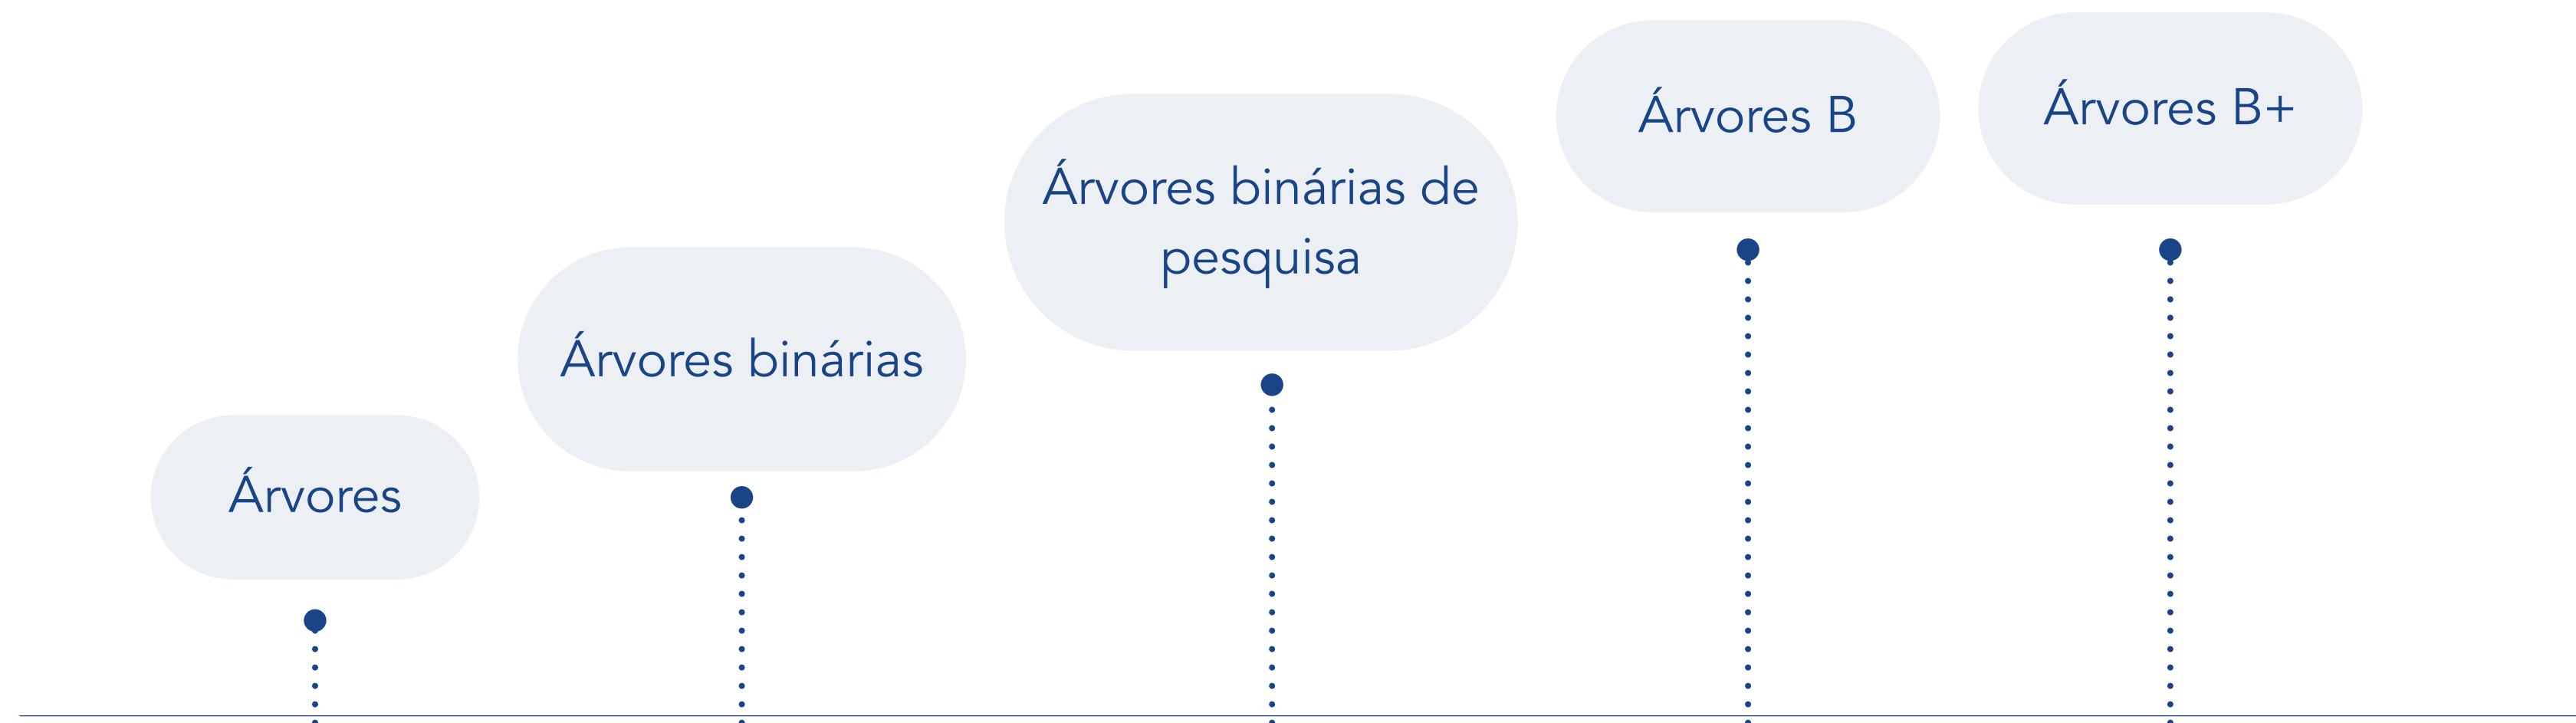 Árvores
Árvores binárias
Árvores binárias de
pesquisa
Árvores B
Árvores B+